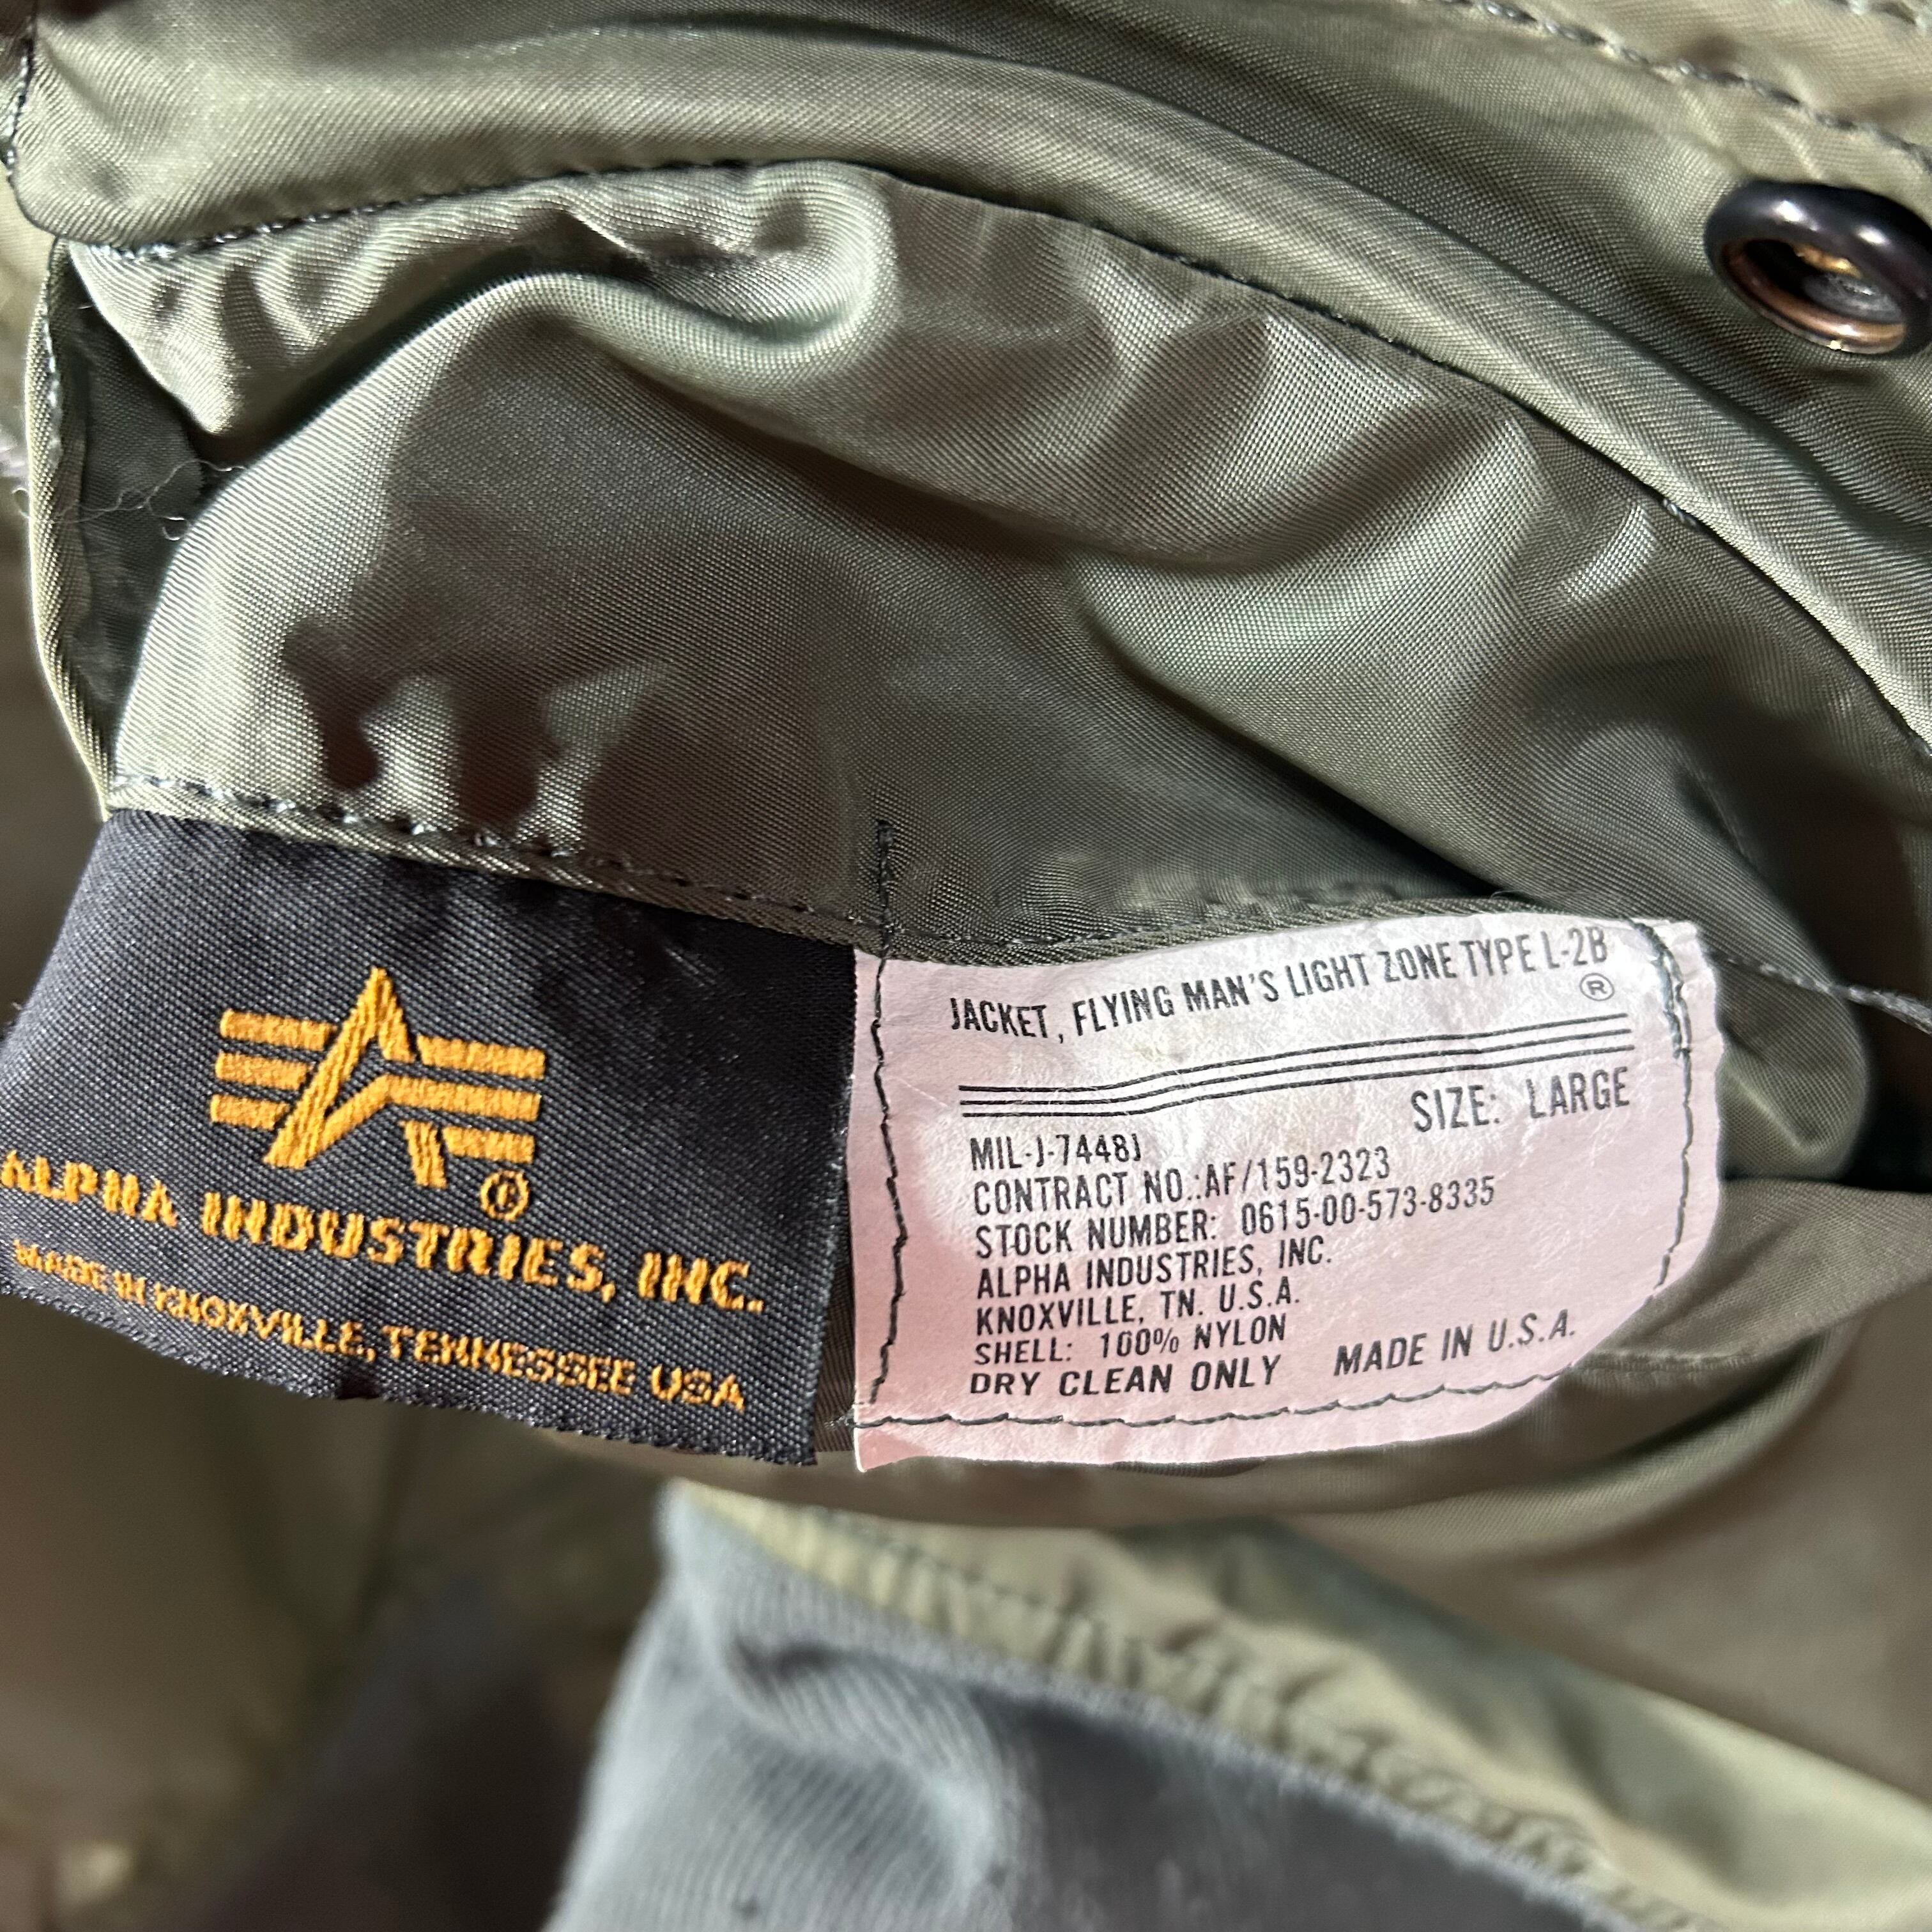 ALPHA INDUSTRIES, INC.
MADE IN KNOXVILLE, TENNESSEE USA
JACKET, FLYING MAN'S LIGHT ZONE TYPE L-2B
®
SIZE: LARGE
MIL-J-7448J
CONTRACT NO.:AF/159-2323
STOCK NUMBER: 0615-00-573-8335
ALPHA INDUSTRIES, INC.
KNOXVILLE, TN. U.S.A.
SHELL: 100% NYLON
DRY CLEAN ONLY MADE IN U.S.A.